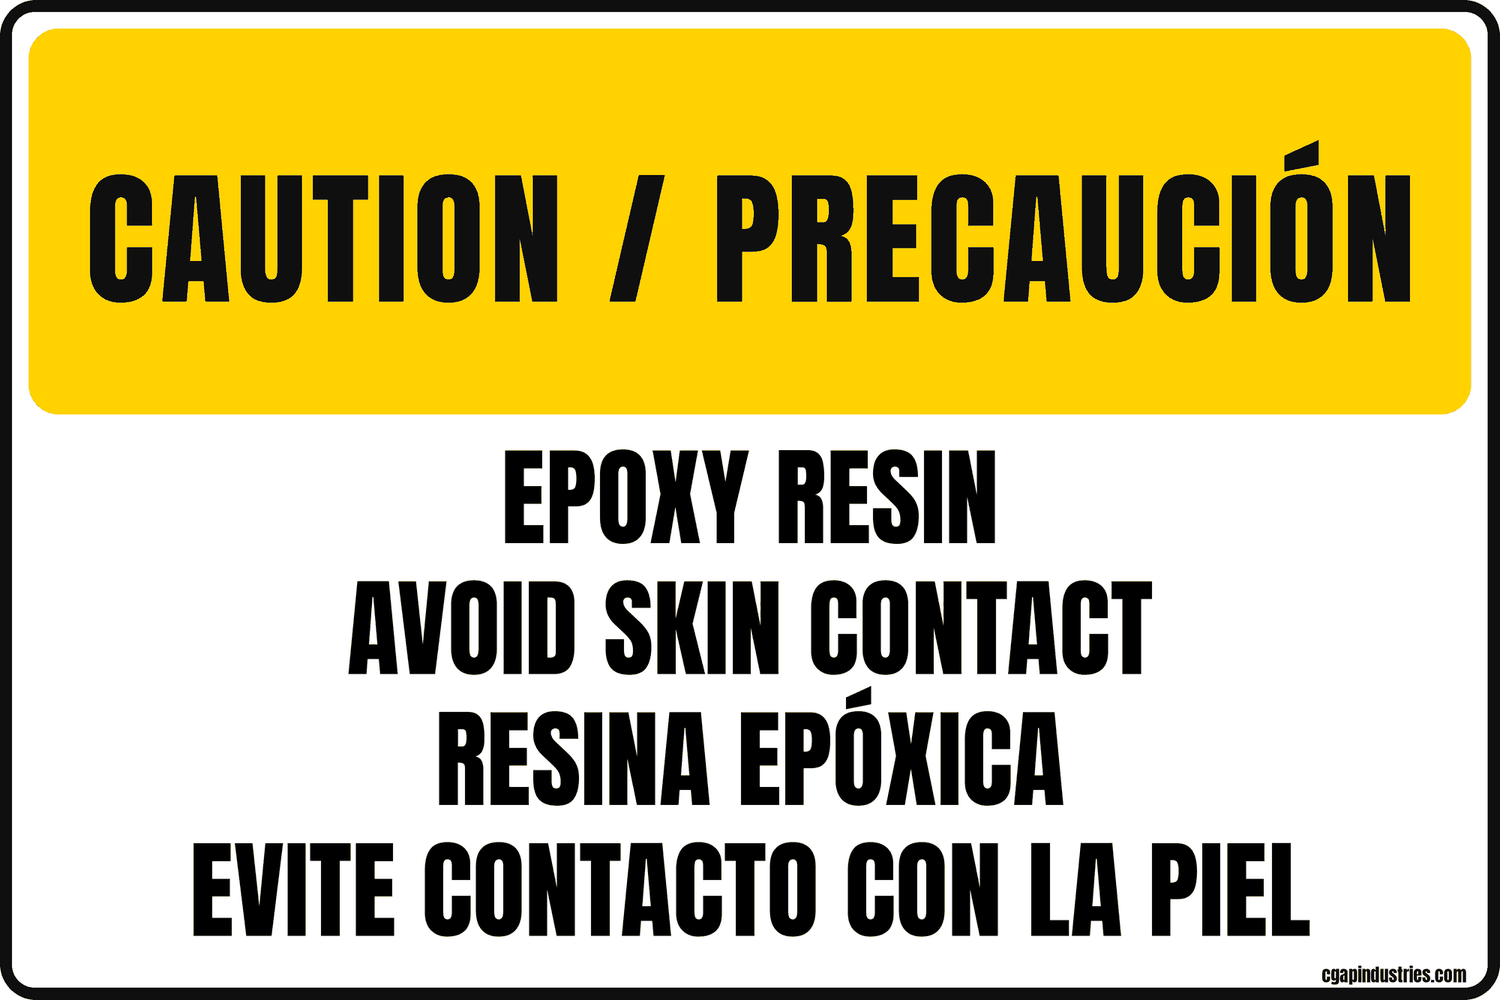 CAUTION / PRECAUCIÓN
EPOXY RESIN
AVOID SKIN CONTACT
RESINA EPÓXICA
EVITE CONTACTO CON LA PIEL
cgapindustries.com